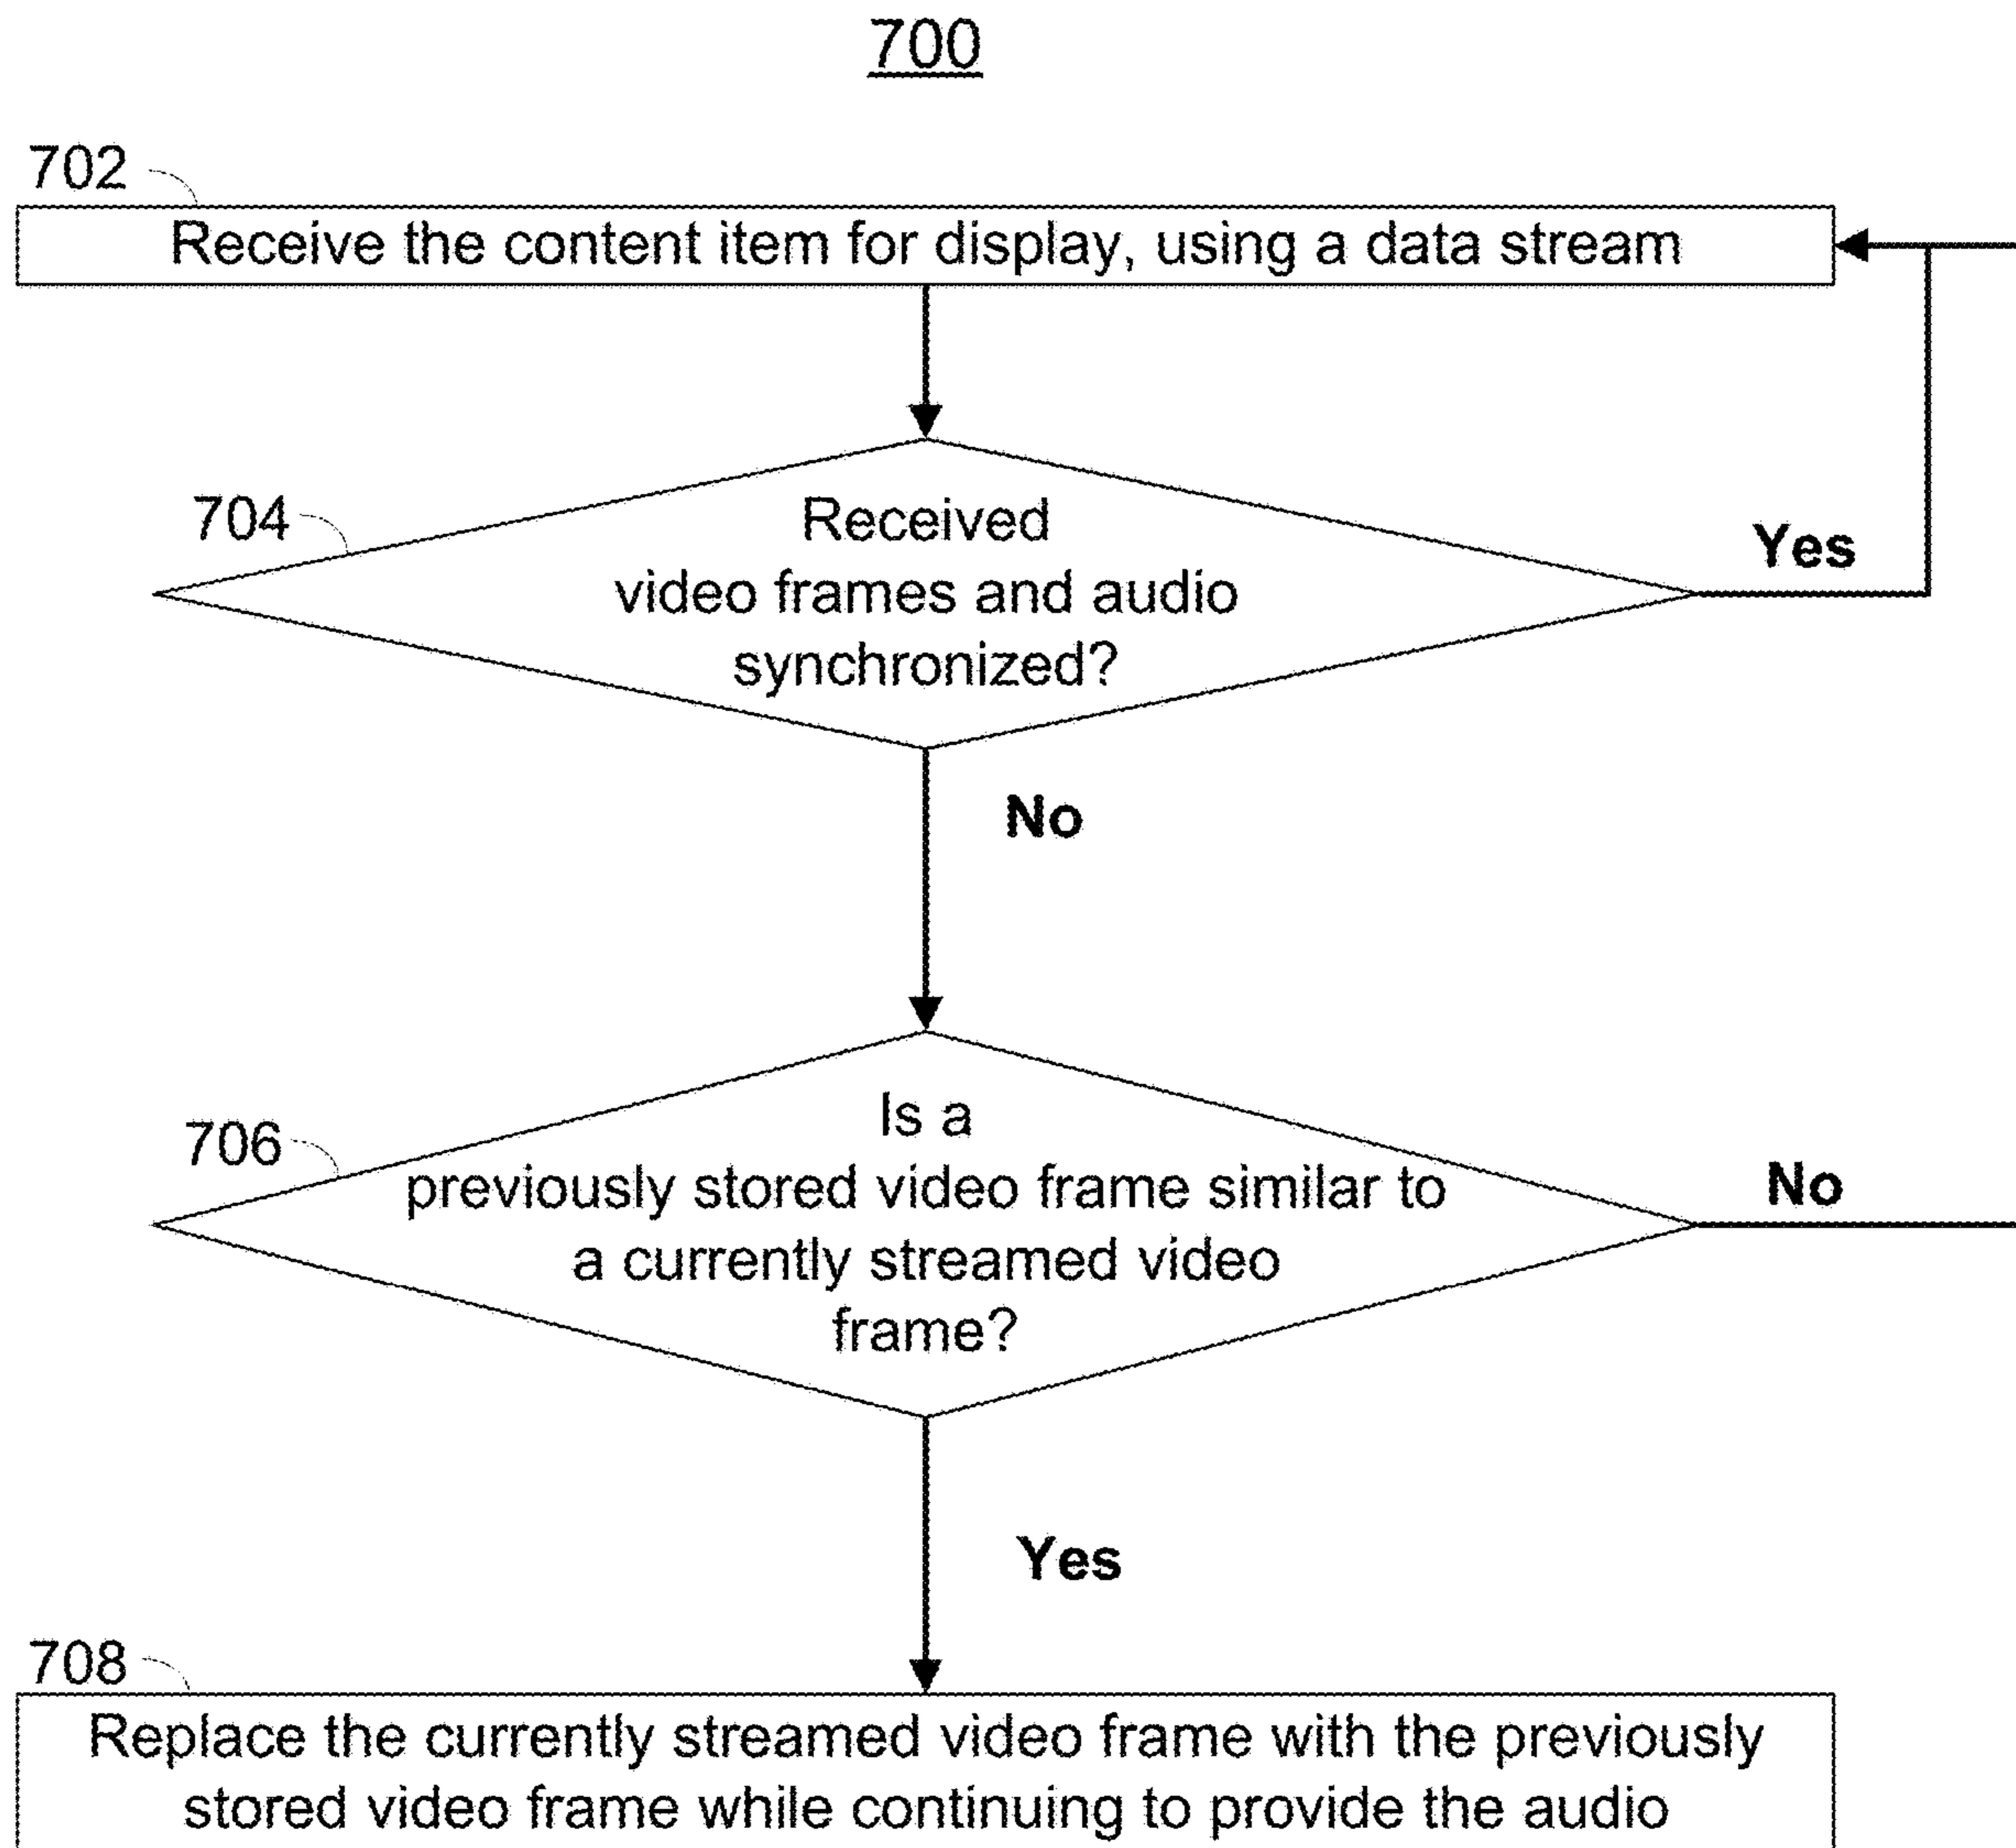 700
702
Receive the content item for display, using a data stream
704
Received
video frames and audio
synchronized?
Yes
No
706
Is a
previously stored video frame similar to
a currently streamed video
frame?
No
Yes
708
Replace the currently streamed video frame with the previously
stored video frame while continuing to provide the audio